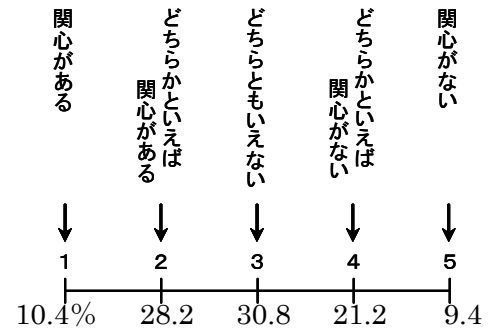 関心がある
どちらかといえば
関心がある
どちらともいえない
どちらかといえば
関心がない
関心がない
1 2 3 4 5
10.4% 28.2 30.8 21.2 9.4